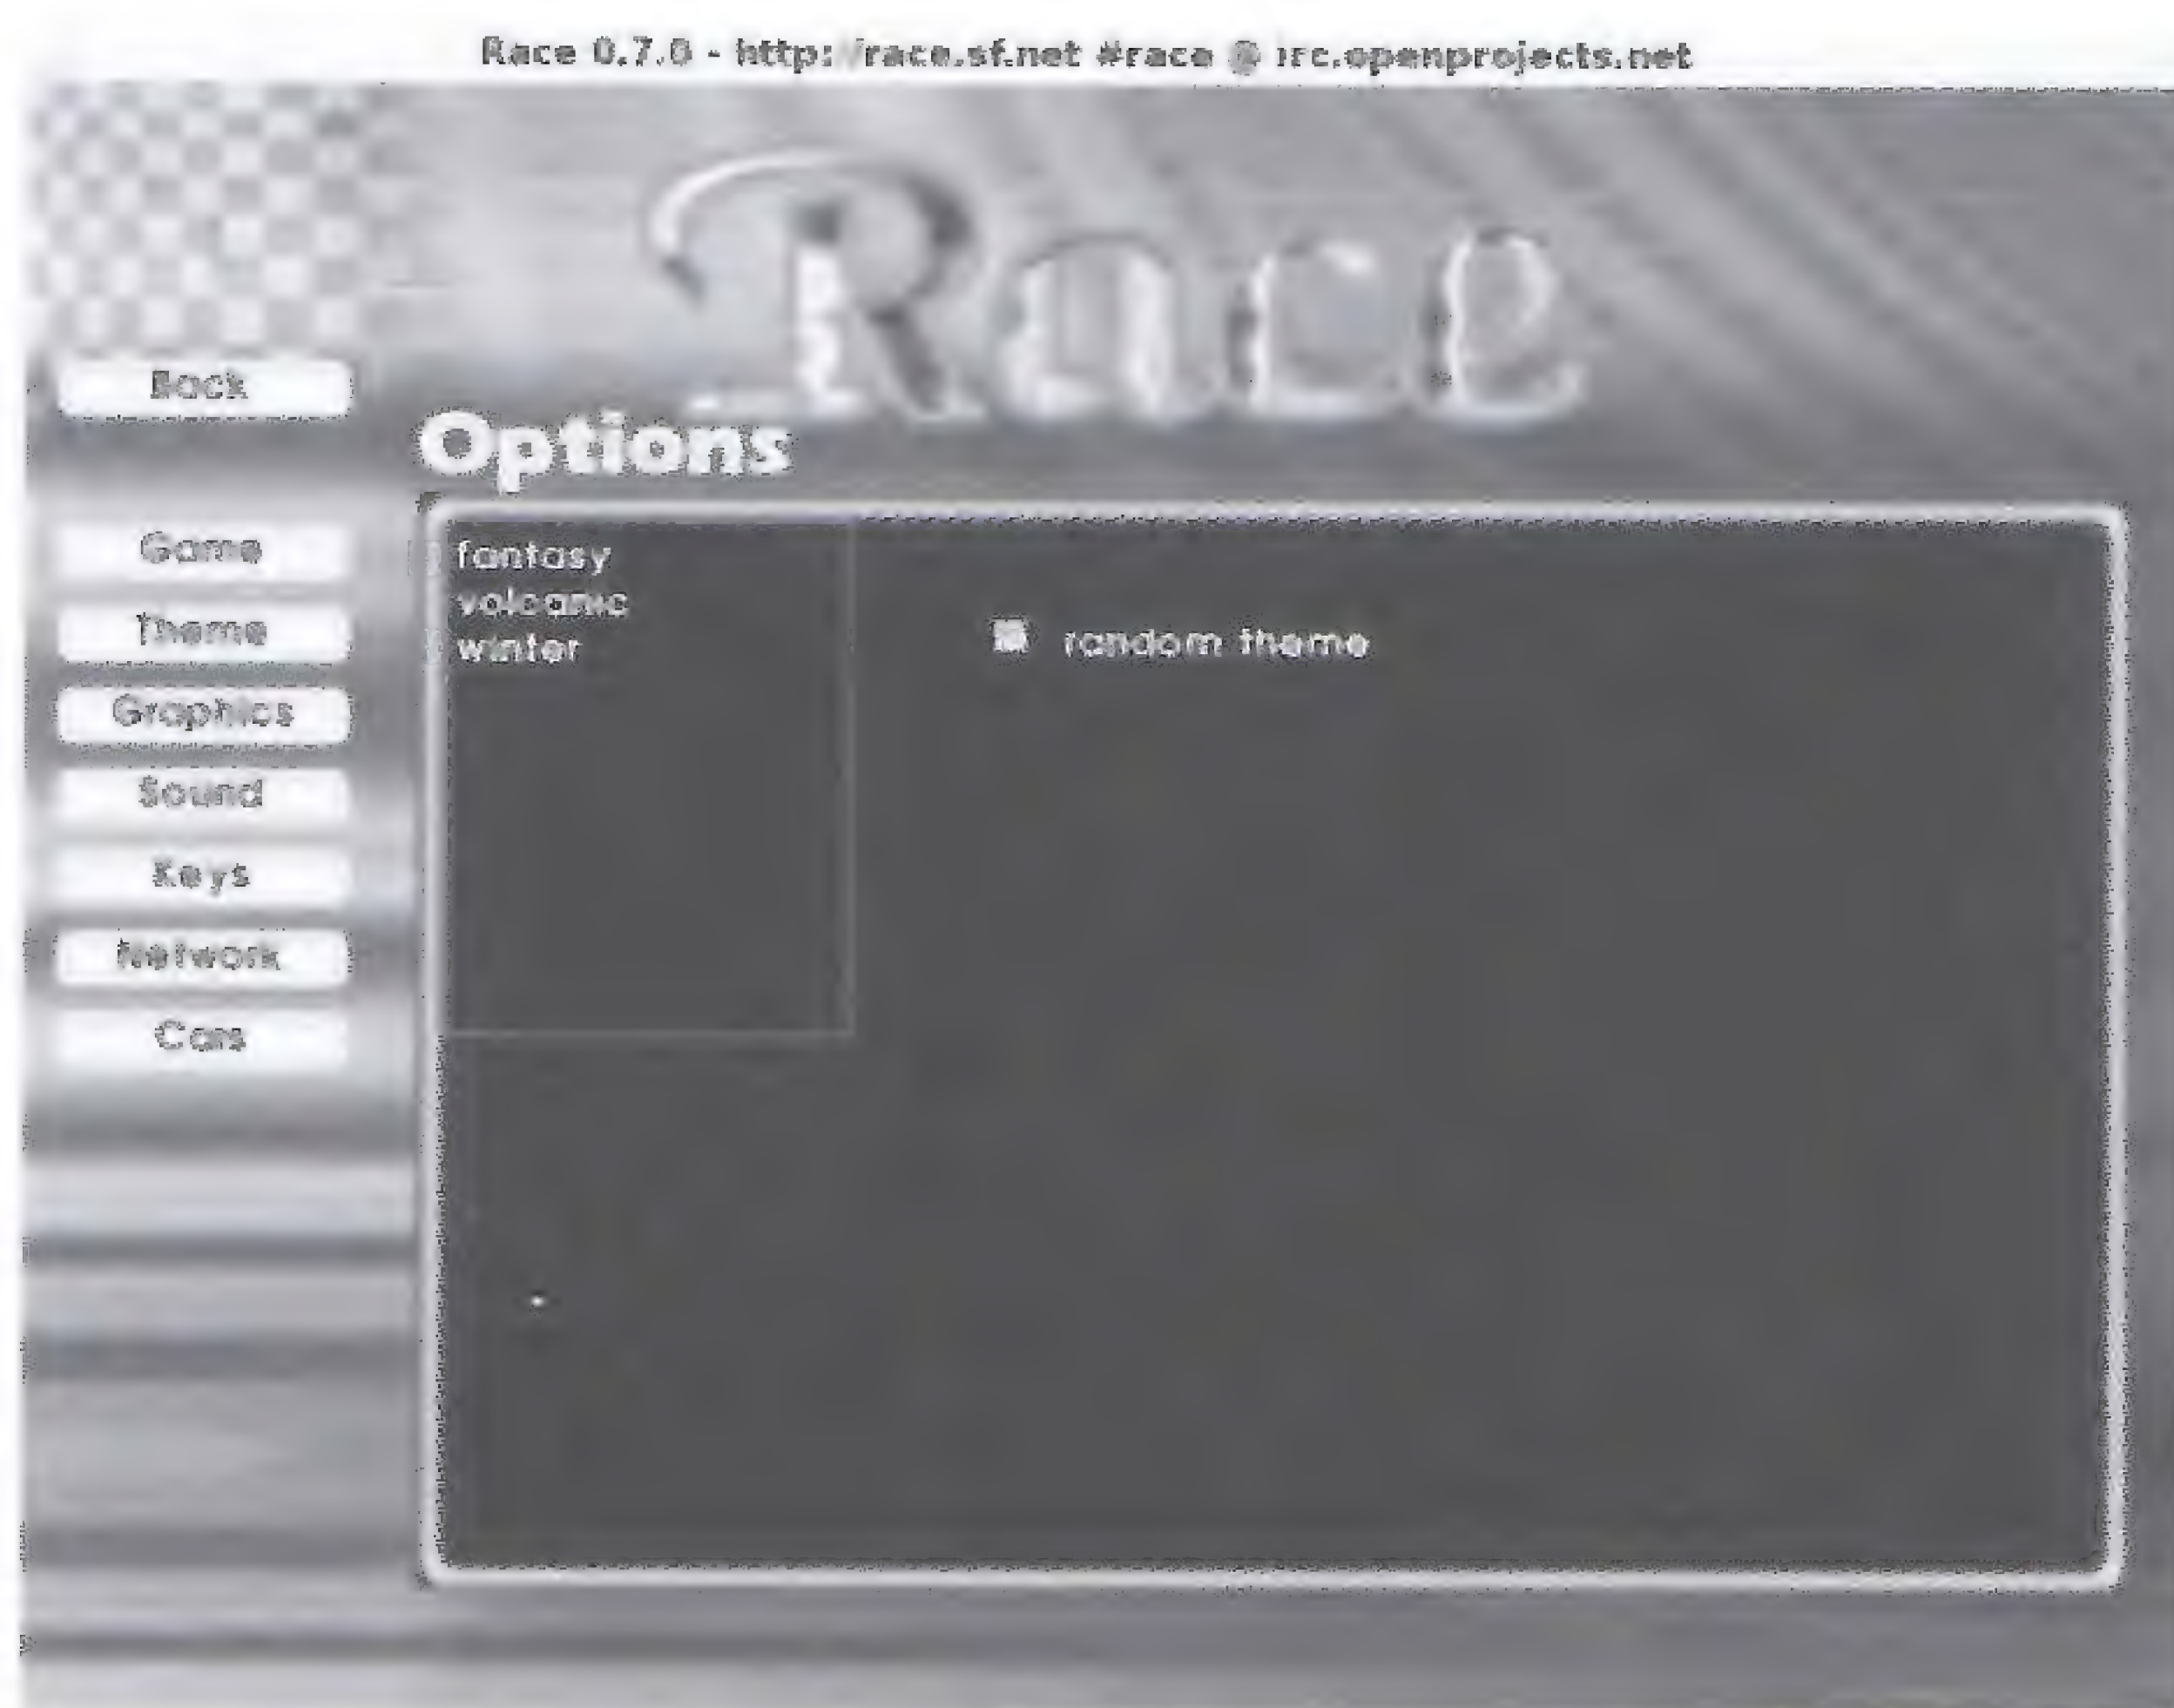 Race 0.7.0 - http://race.sf.net #race @ irc.openprojects.net
Race
Back
Options
Game
Theme
Graphics
Sound
Keys
Network
Cars
fantasy
volcanic
winter
random theme